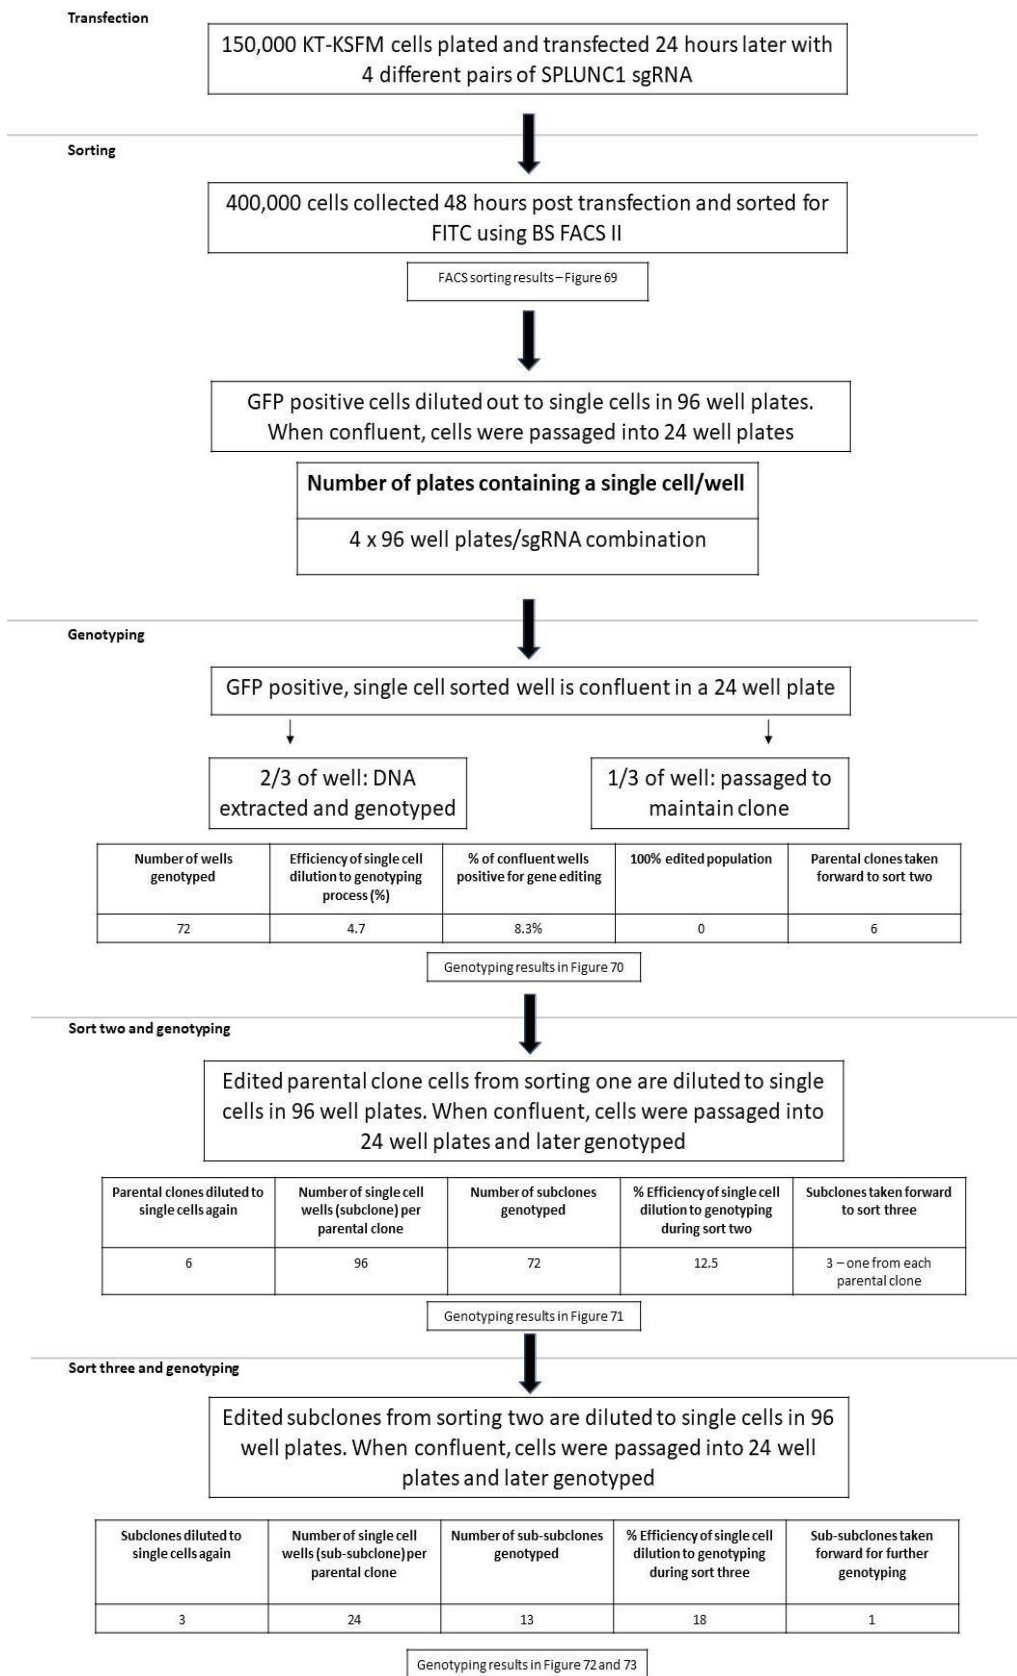 Transfection
150,000 KT-KSFM cells plated and transfected 24 hours later with
4 different pairs of SPLUNC1 sgRNA
Sorting
400,000 cells collected 48 hours post transfection and sorted for
FITC using BS FACS II
FACS sorting results – Figure 69
GFP positive cells diluted out to single cells in 96 well plates.
When confluent, cells were passaged into 24 well plates
Number of plates containing a single cell/well
4 x 96 well plates/sgRNA combination
Genotyping
GFP positive, single cell sorted well is confluent in a 24 well plate
2/3 of well: DNA
extracted and genotyped
1/3 of well: passaged to
maintain clone
Number of wells
genotyped
Efficiency of single cell
dilution to genotyping
process (%)
% of confluent wells
positive for gene editing
100% edited population
Parental clones taken
forward to sort two
72
4.7
8.3%
0
6
Genotyping results in Figure 70
Sort two and genotyping
Edited parental clone cells from sorting one are diluted to single
cells in 96 well plates. When confluent, cells were passaged into
24 well plates and later genotyped
Parental clones diluted to
single cells again
Number of single cell
wells (subclone) per
parental clone
Number of subclones
genotyped
% Efficiency of single cell
dilution to genotyping
during sort two
Subclones taken forward
to sort three
6
96
72
12.5
3 – one from each
parental clone
Genotyping results in Figure 71
Sort three and genotyping
Edited subclones from sorting two are diluted to single cells in 96
well plates. When confluent, cells were passaged into 24 well
plates and later genotyped
Subclones diluted to
single cells again
Number of single cell
wells (sub-subclone) per
parental clone
Number of sub-subclones
genotyped
% Efficiency of single cell
dilution to genotyping
during sort three
Sub-subclones taken
forward for further
genotyping
3
24
13
18
1
Genotyping results in Figure 72 and 73